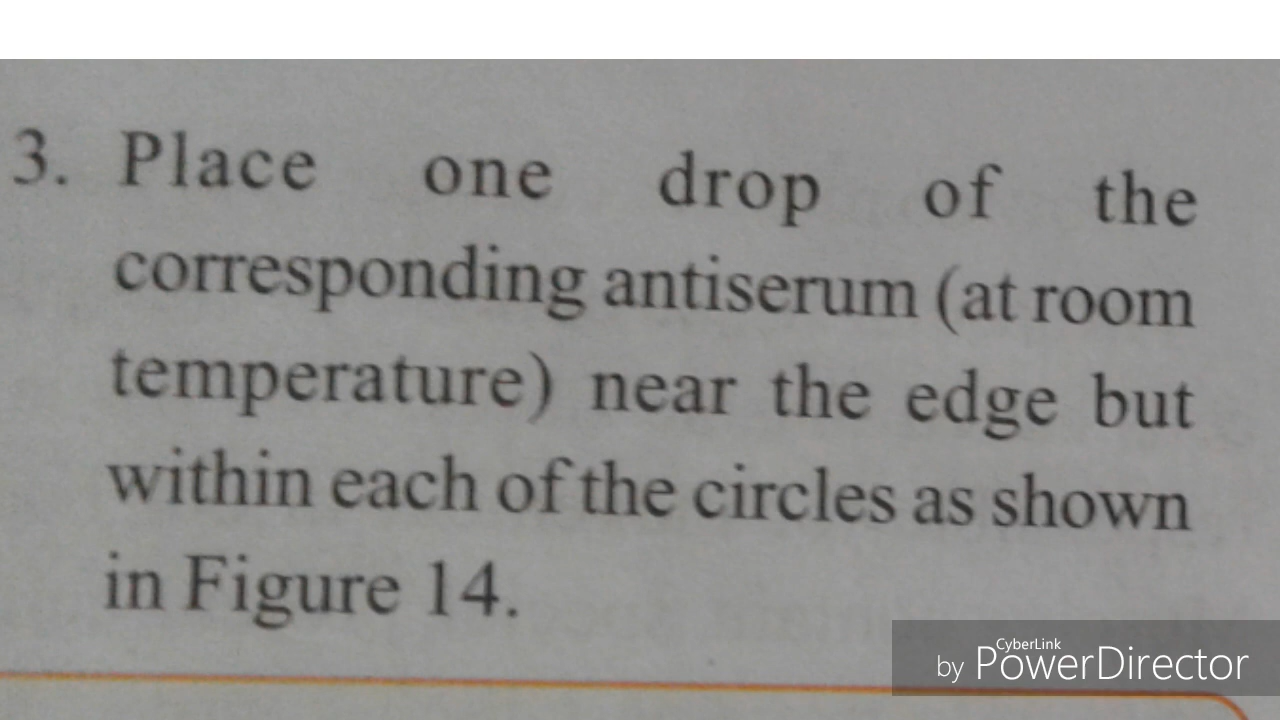 3. Place one drop of the
corresponding antiserum (at room
temperature) near the edge but
within each of the circles as shown
in Figure 14.
CyberLink
by PowerDirector